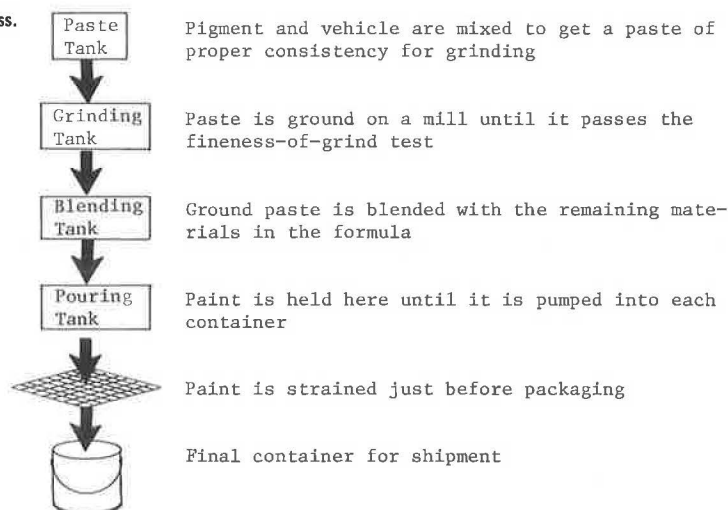 ss.
Paste
Tank
Pigment and vehicle are mixed to get a paste of
proper consistency for grinding
Grinding
Tank
Paste is ground on a mill until it passes the
fineness-of-grind test
Blending
Tank
Ground paste is blended with the remaining mate-
rials in the formula
Pouring
Tank
Paint is held here until it is pumped into each
container
Paint is strained just before packaging
Final container for shipment